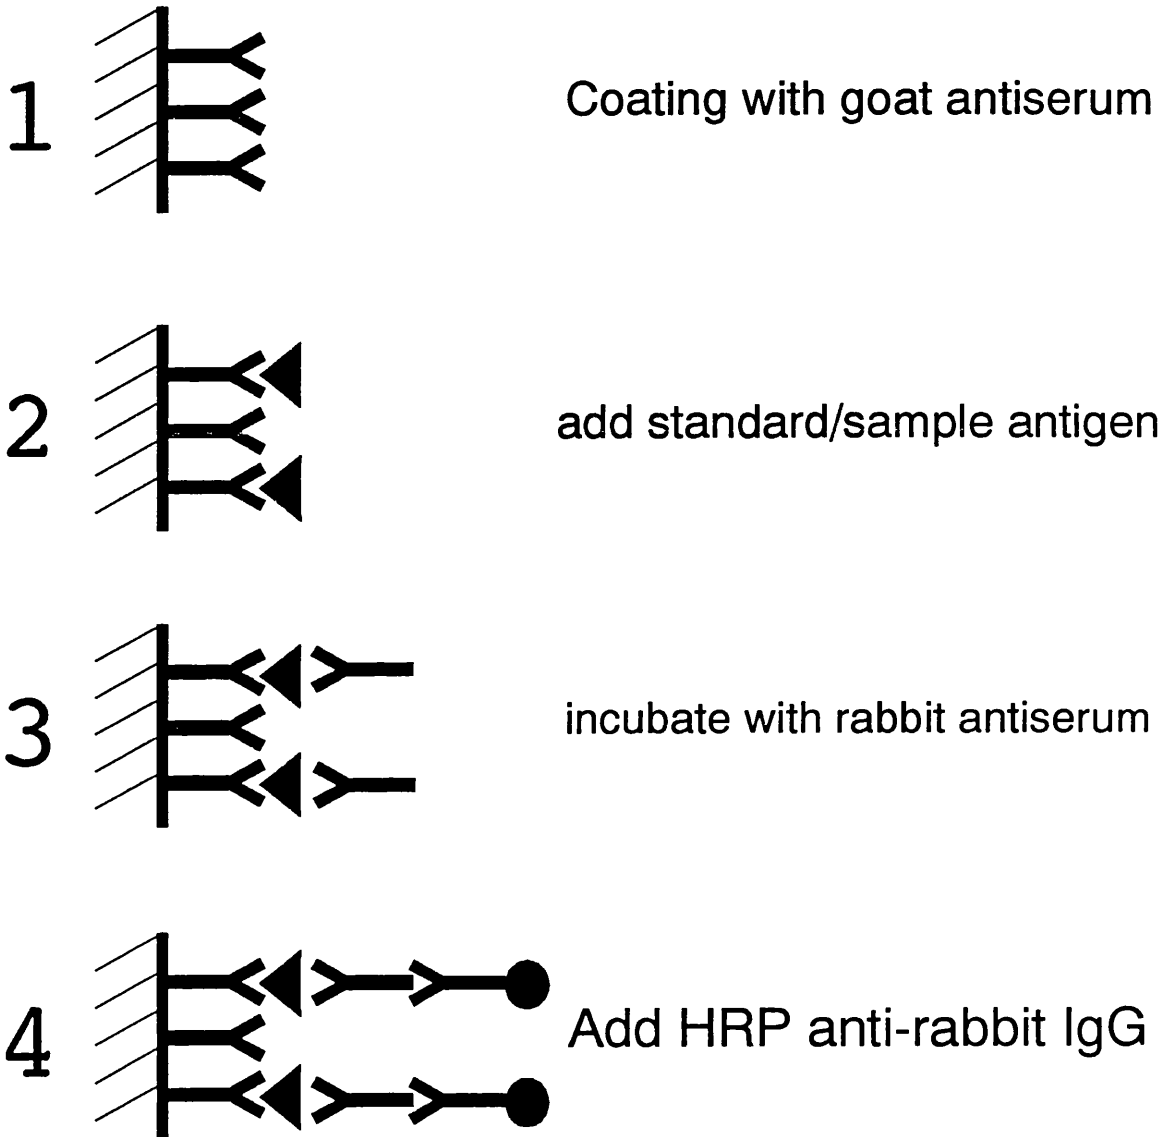 1 Coating with goat antiserum
2 add standard/sample antigen
3 incubate with rabbit antiserum
4 Add HRP anti-rabbit IgG